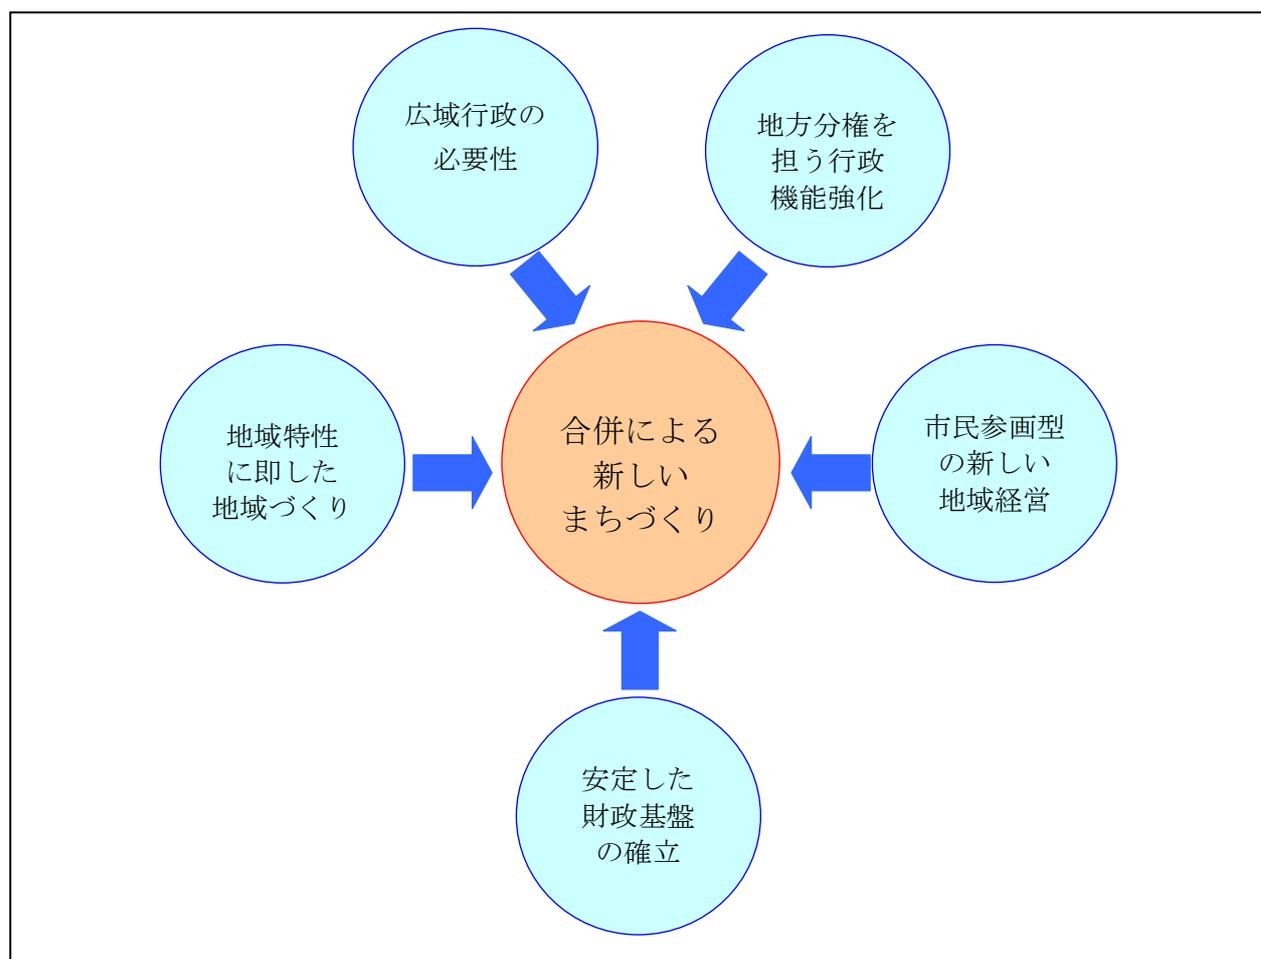 広域行政の
必要性
地方分権を
担う行政
機能強化
地域特性
に即した
地域づくり
合併による
新しい
まちづくり
市民参画型
の新しい
地域経営
安定した
財政基盤
の確立